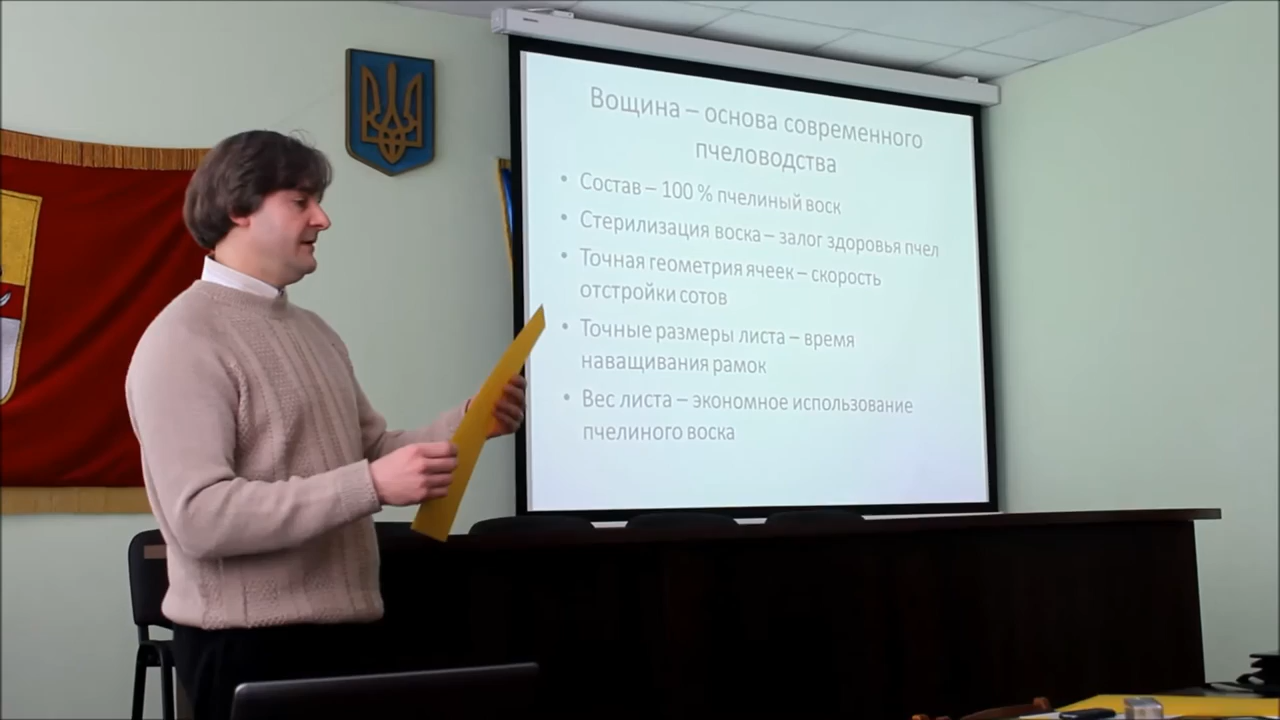 Вощина – основа современного
пчеловодства
• Состав – 100 % пчелиный воск
• Стерилизация воска – залог здоровья пчел
• Точная геометрия ячеек – скорость
отстройки сотов
• Точные размеры листа – время
наващивания рамок
• Вес листа – экономное использование
пчелиного воска